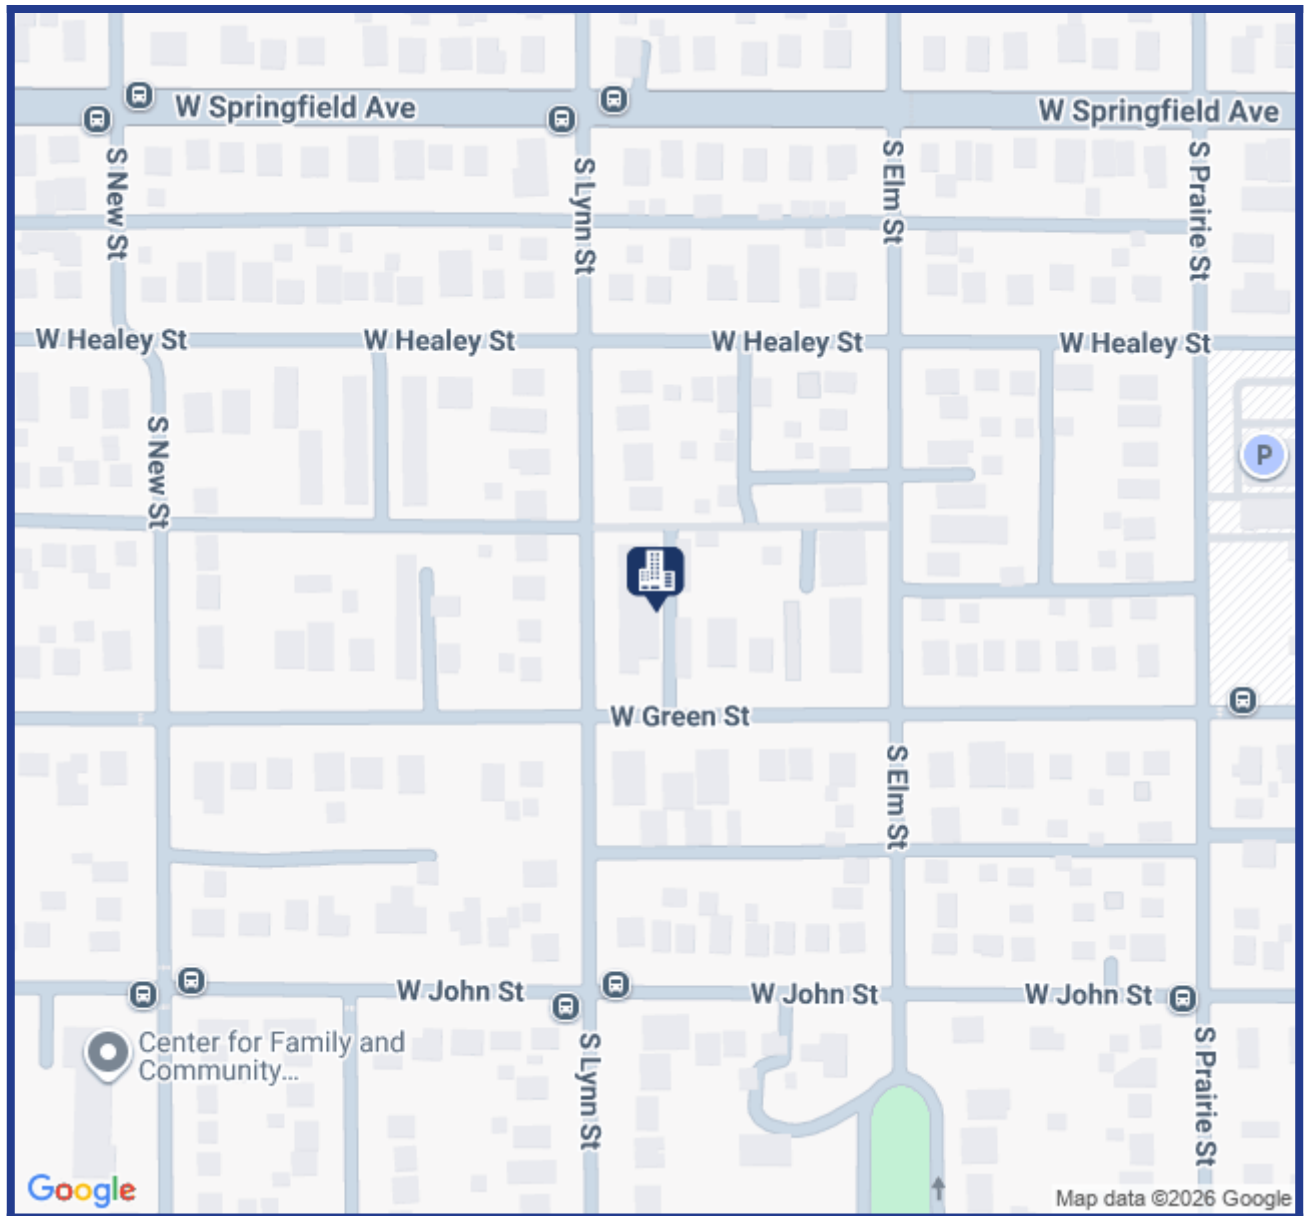 W Springfield Ave
W Springfield Ave
S New St
S Lynn St
S Elm St
S Prairie St
W Healey St
W Healey St
W Healey St
W Healey St
S New St
P
W Green St
S Elm St
W John St
W John St
W John St
Center for Family and
Community...
S Lynn St
S Prairie St
Google
Map data ©2026 Google